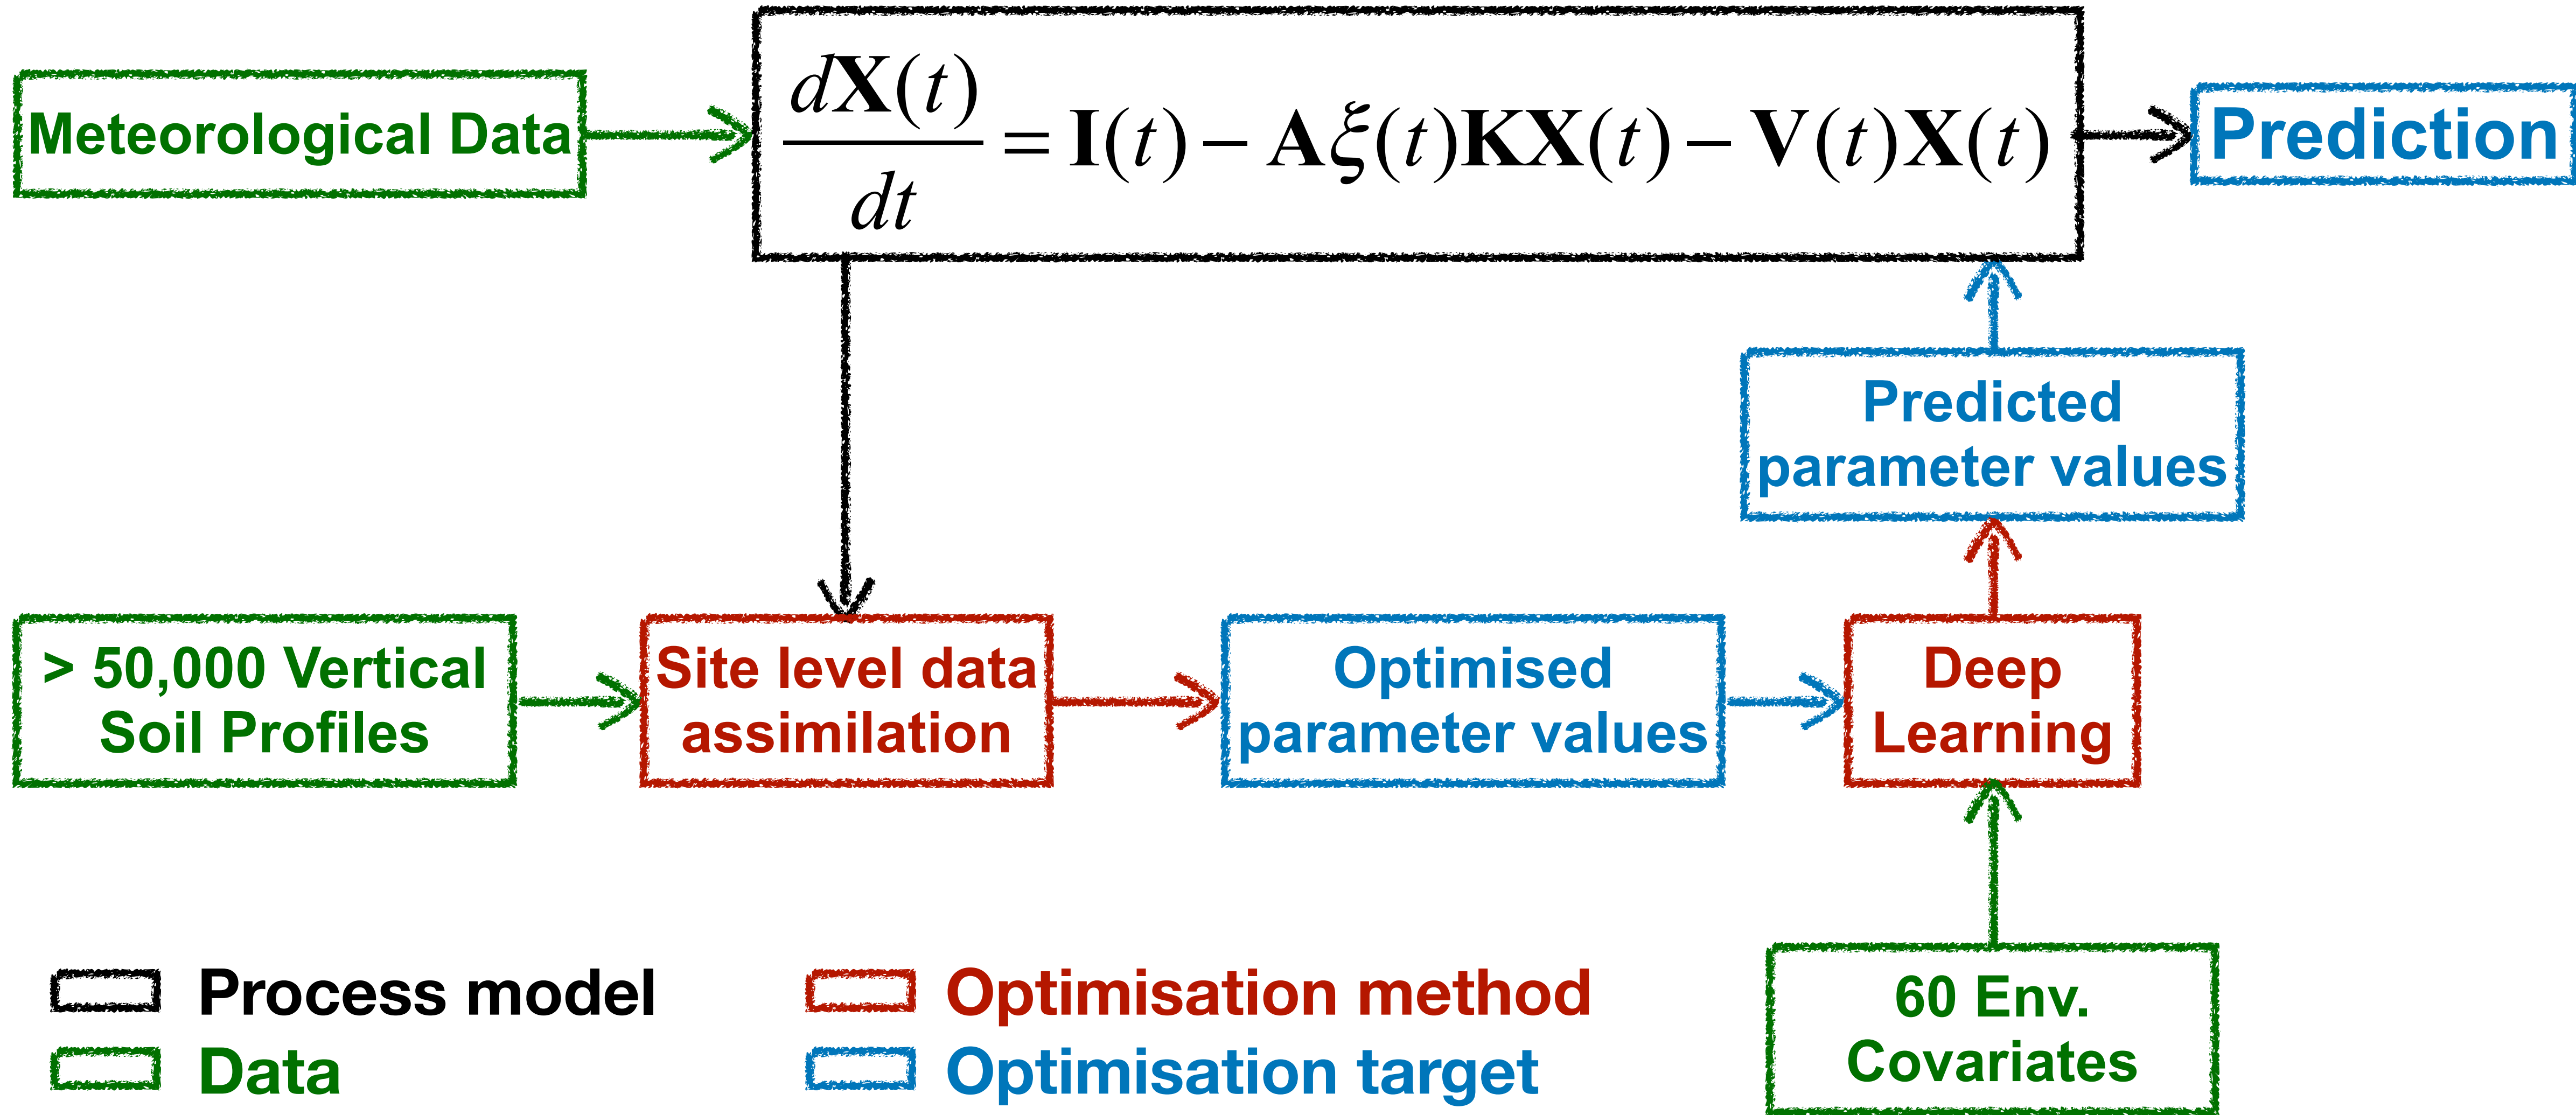 Meteorological Data
d𝐗(t)/dt = 𝐈(t) − 𝐀ξ(t)𝐊𝐗(t) − 𝐕(t)𝐗(t)
Prediction
Predicted
parameter values
> 50,000 Vertical
Soil Profiles
Site level data
assimilation
Optimised
parameter values
Deep
Learning
60 Env.
Covariates
Process model
Data
Optimisation method
Optimisation target